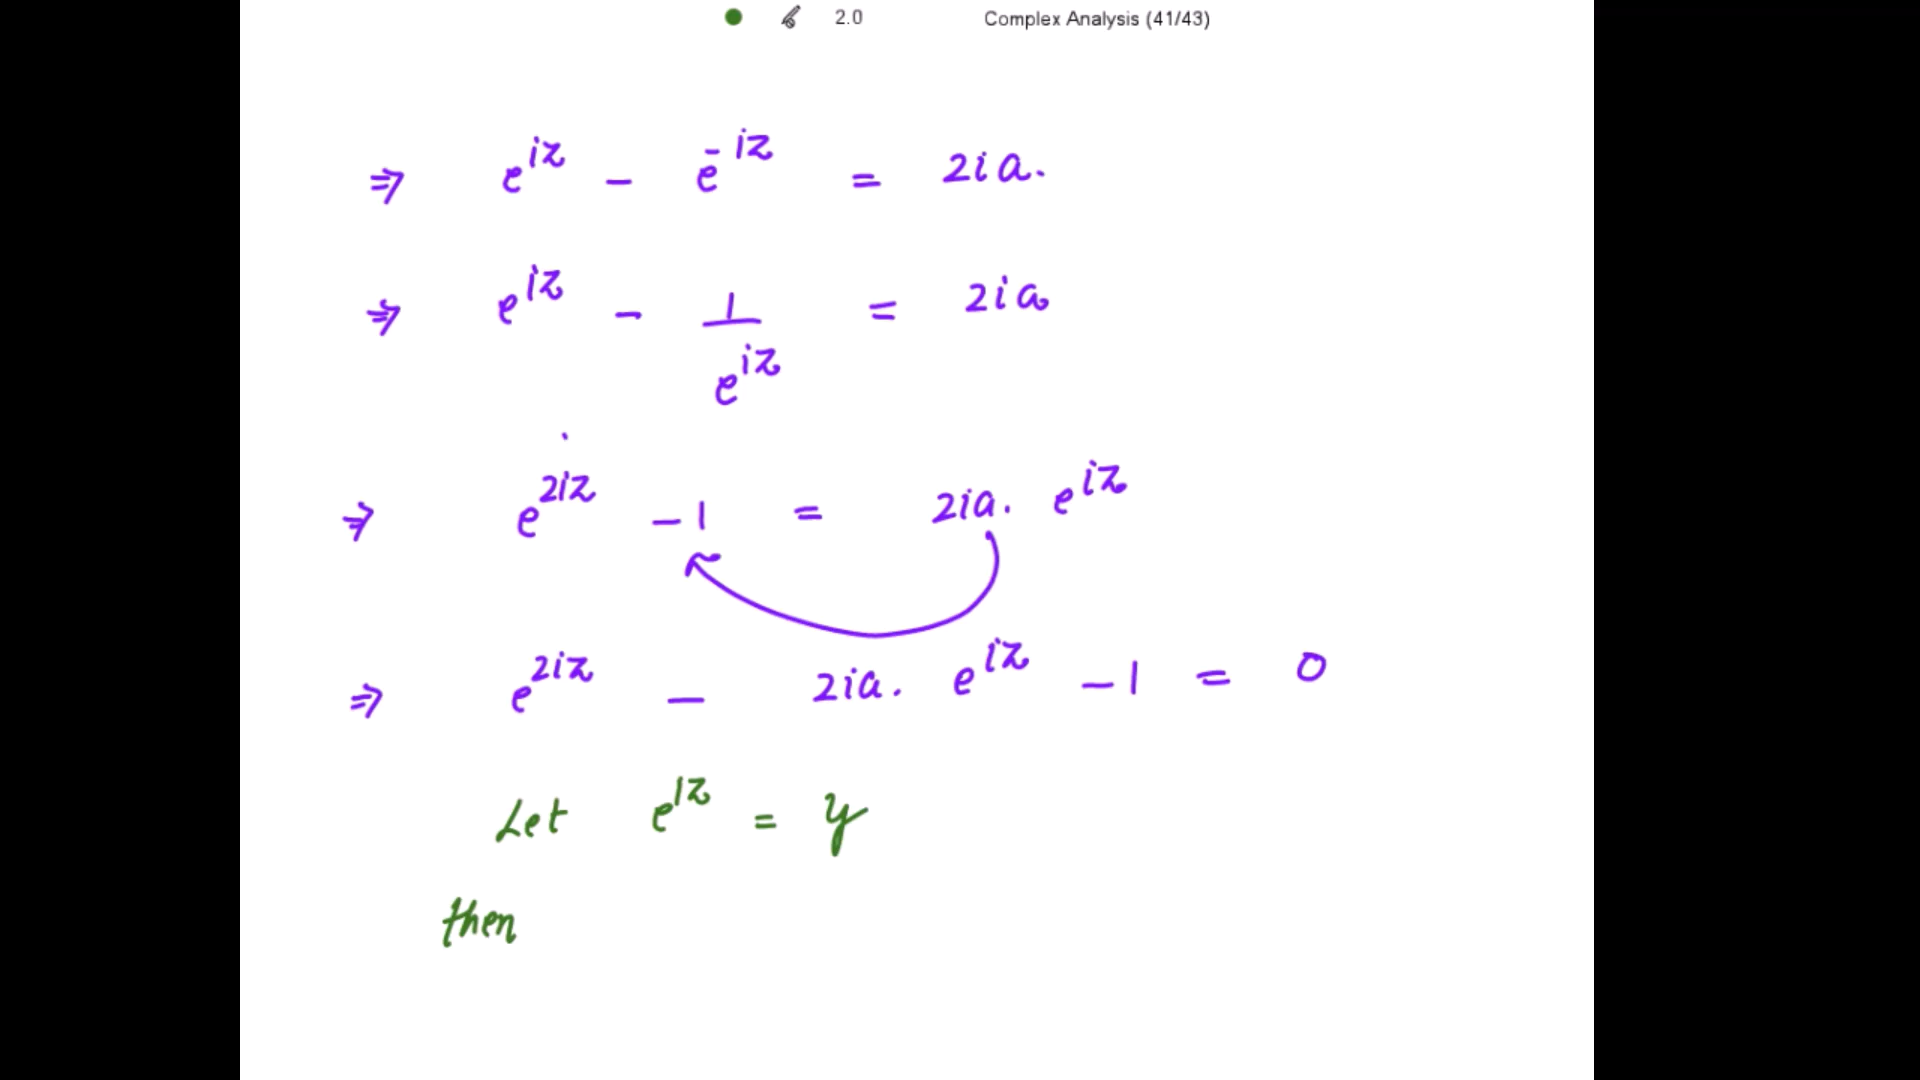 2.0 Complex Analysis (41/43)
⇒ e^{iz} - e^{-iz} = 2ia.
⇒ e^{iz} - \frac{1}{e^{iz}} = 2ia
⇒ e^{2iz} - 1 = 2ia. e^{iz}
⇒ e^{2iz} - 2ia. e^{iz} - 1 = 0
Let e^{iz} = y
then